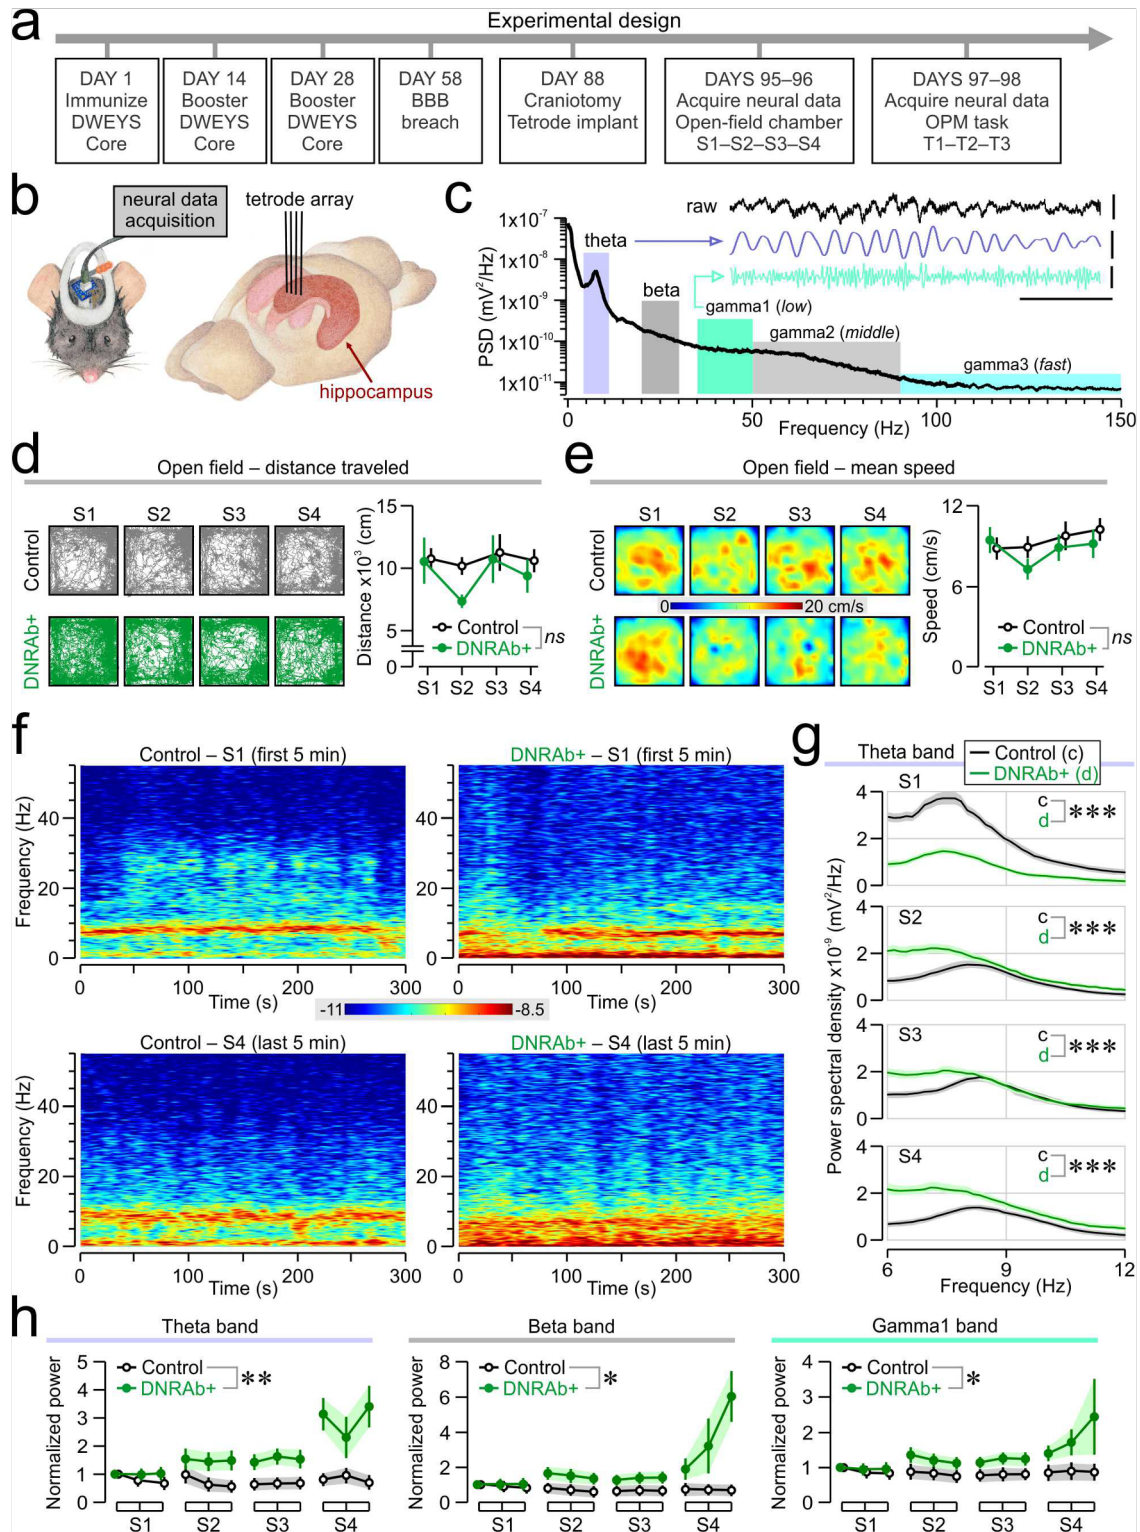 a
Experimental design
DAY 1
Immunize
DWEYS
Core
DAY 14
Booster
DWEYS
Core
DAY 28
Booster
DWEYS
Core
DAY 58
BBB
breach
DAY 88
Craniotomy
Tetrode implant
DAYS 95–96
Acquire neural data
Open-field chamber
S1–S2–S3–S4
DAYS 97–98
Acquire neural data
OPM task
T1–T2–T3
b
neural data
acquisition
tetrode array
hippocampus
c
raw
theta
beta
gamma1 (low)
gamma2 (middle)
gamma3 (fast)
PSD (mV²/Hz)
1x10⁻⁷
1x10⁻⁸
1x10⁻⁹
1x10⁻¹⁰
1x10⁻¹¹
0 50 100 150
Frequency (Hz)
d
Open field – distance traveled
S1 S2 S3 S4
Control
DNRAb+
Distance x10³ (cm)
15
10
5
0
Control
DNRAb+
ns
S1 S2 S3 S4
e
Open field – mean speed
S1 S2 S3 S4
Control
DNRAb+
0 20 cm/s
Speed (cm/s)
12
6
0
Control
DNRAb+
ns
S1 S2 S3 S4
f
Control – S1 (first 5 min)
Frequency (Hz)
40
20
0
0 100 200 300
Time (s)
DNRAb+ – S1 (first 5 min)
0 100 200 300
Time (s)
-11 -8.5
Control – S4 (last 5 min)
Frequency (Hz)
40
20
0
0 100 200 300
Time (s)
DNRAb+ – S4 (last 5 min)
0 100 200 300
Time (s)
g
Theta band
Control (c)
DNRAb+ (d)
Power spectral density x10⁻⁹ (mV²/Hz)
S1
c
d
***
4
2
0
S2
c
d
***
4
2
0
S3
c
d
***
4
2
0
S4
c
d
***
4
2
0
6 9 12
Frequency (Hz)
h
Theta band
Normalized power
5
4
3
2
1
0
Control
DNRAb+
**
S1 S2 S3 S4
Beta band
Normalized power
8
6
4
2
0
Control
DNRAb+
*
S1 S2 S3 S4
Gamma1 band
Normalized power
4
3
2
1
0
Control
DNRAb+
*
S1 S2 S3 S4